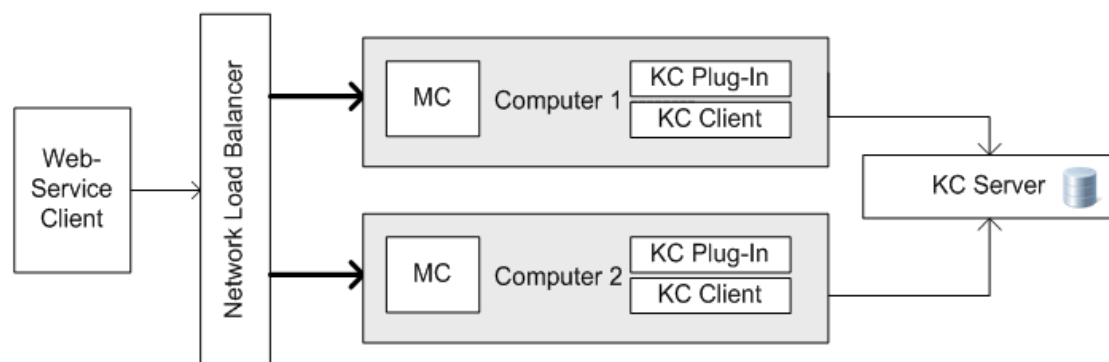 Web-
Service
Client
Network Load Balancer
MC
Computer 1
KC Plug-In
KC Client
MC
Computer 2
KC Plug-In
KC Client
KC Server